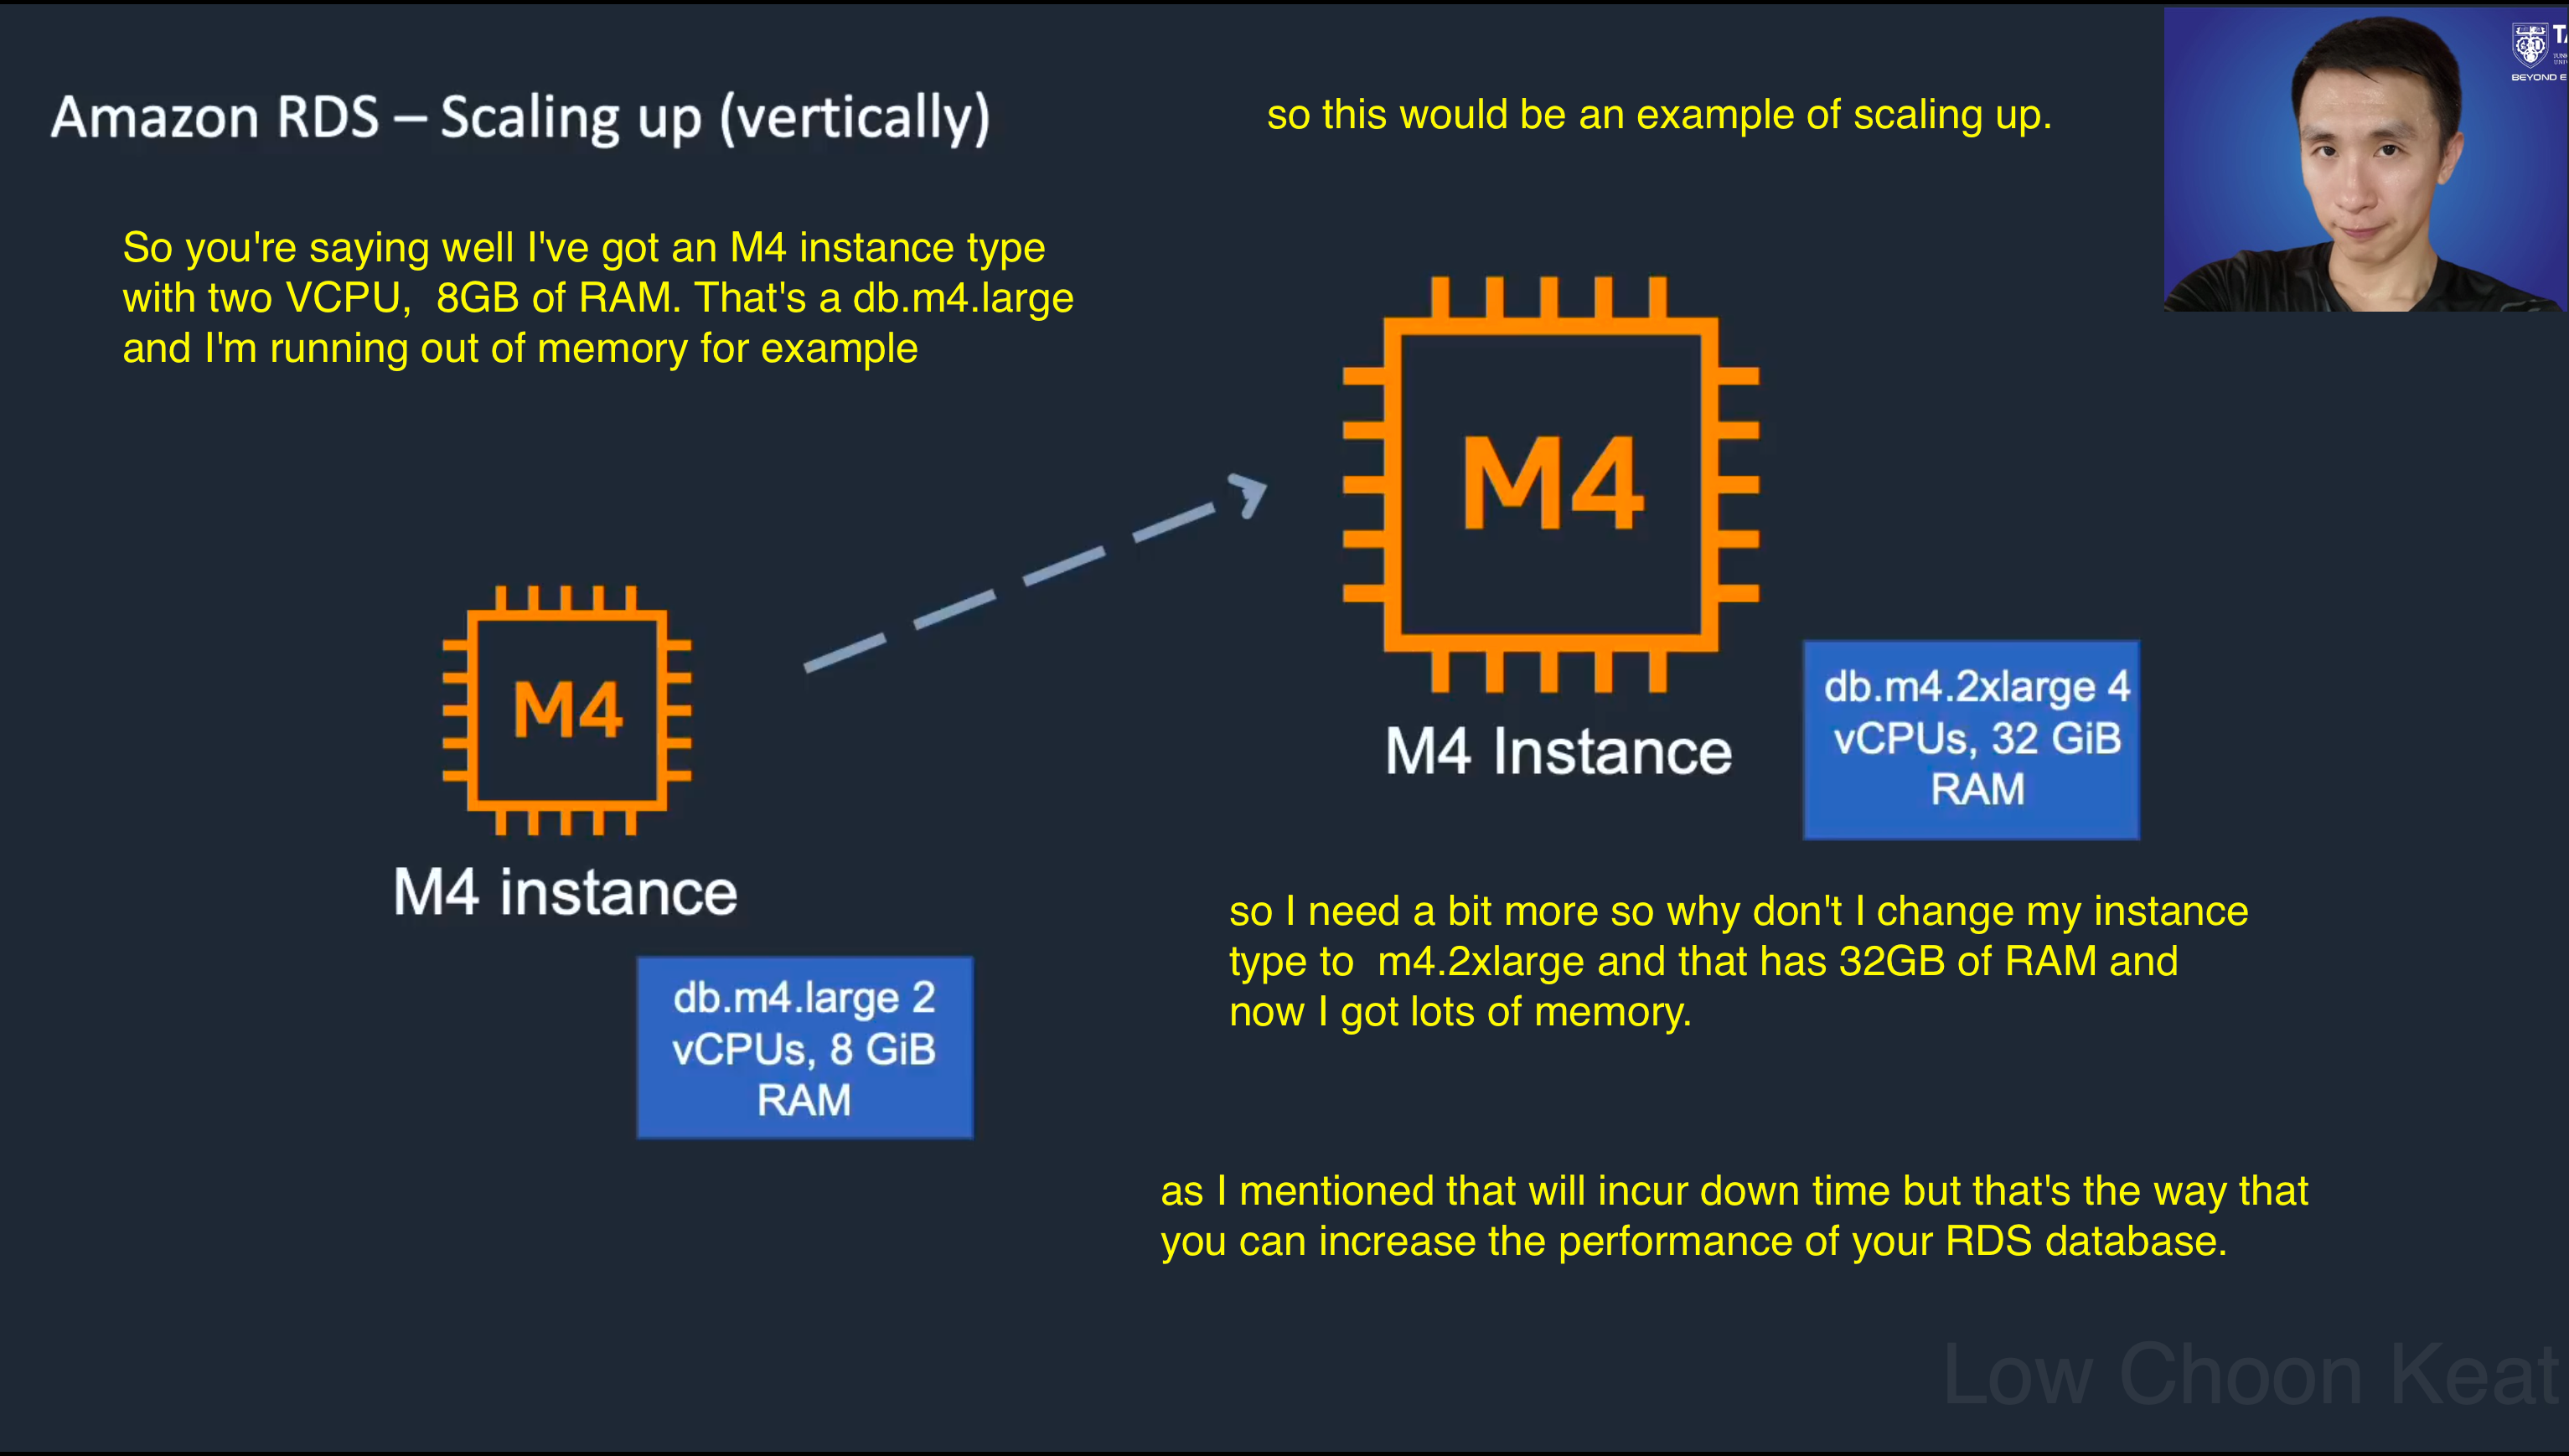 Amazon RDS – Scaling up (vertically)
so this would be an example of scaling up.
BEYOND E
So you're saying well I've got an M4 instance type
with two VCPU,  8GB of RAM. That's a db.m4.large
and I'm running out of memory for example
M4
M4 instance
db.m4.large 2
vCPUs, 8 GiB
RAM
M4
M4 Instance
db.m4.2xlarge 4
vCPUs, 32 GiB
RAM
so I need a bit more so why don't I change my instance
type to  m4.2xlarge and that has 32GB of RAM and
now I got lots of memory.
as I mentioned that will incur down time but that's the way that
you can increase the performance of your RDS database.
Low Choon Keat